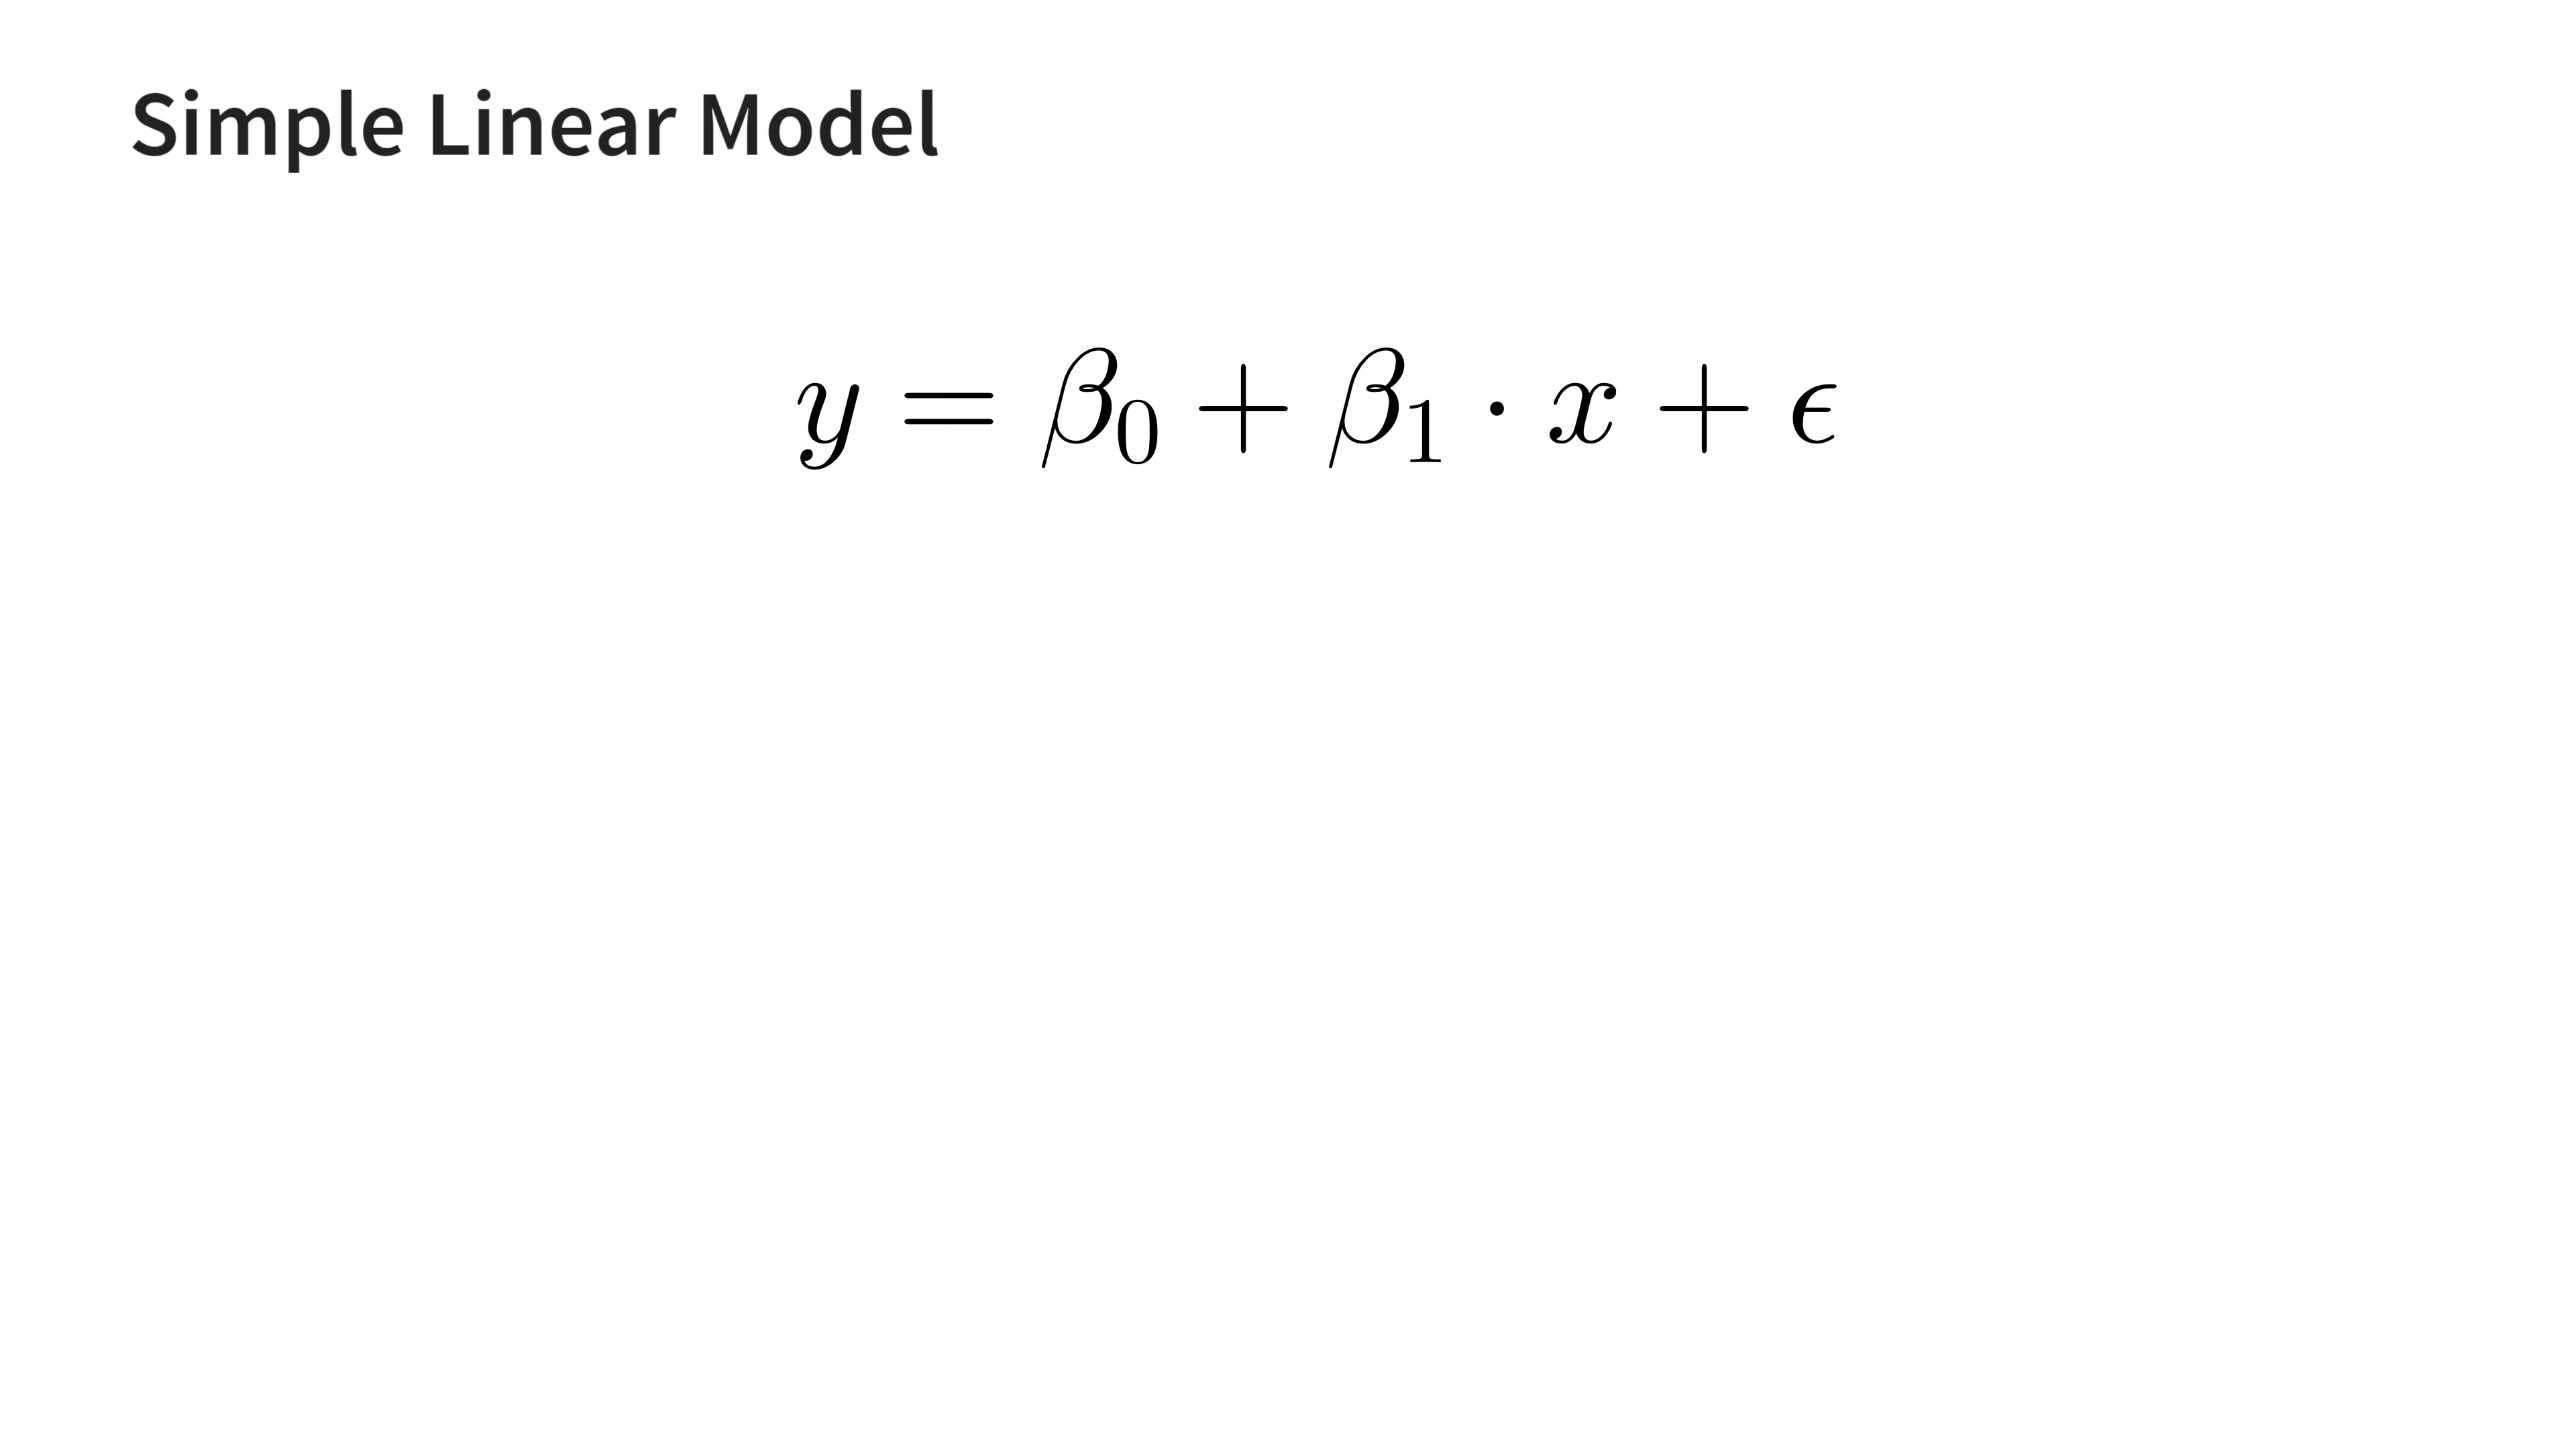 Simple Linear Model
y = β₀ + β₁ · x + ϵ